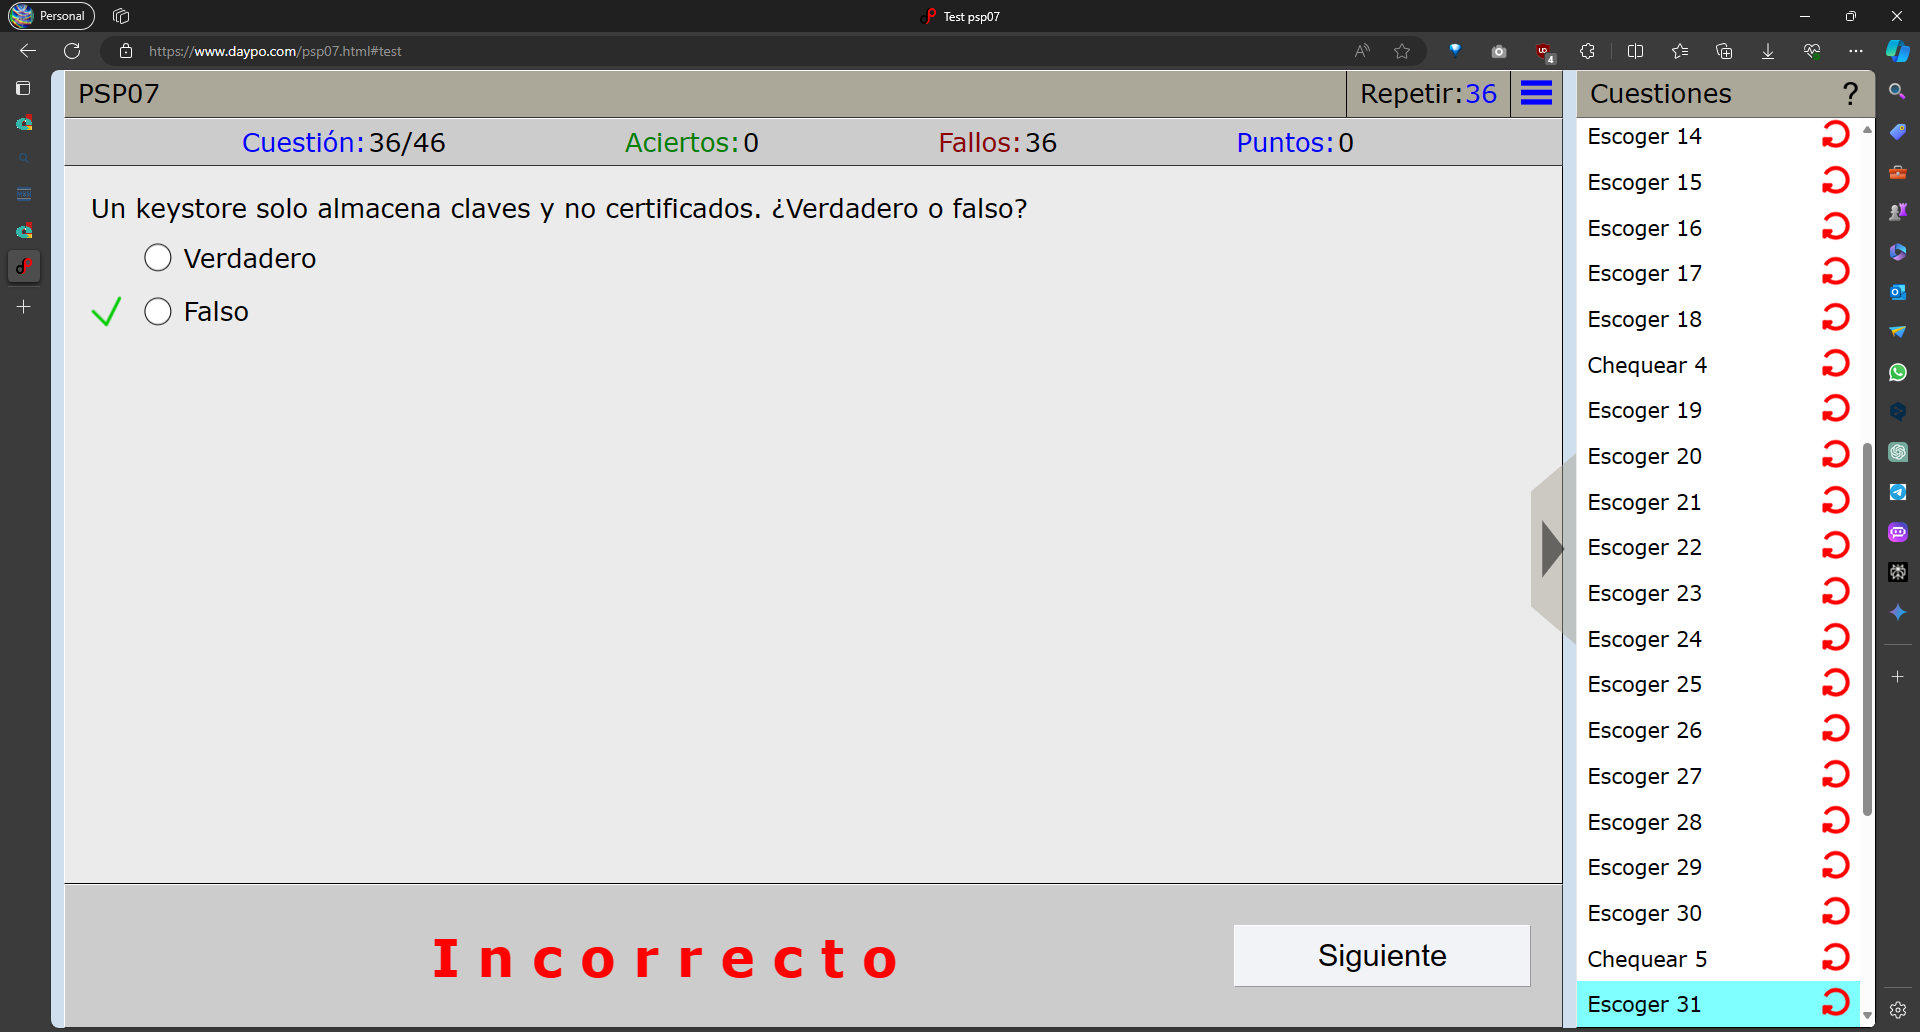 Personal
Test psp07
https://www.daypo.com/psp07.html#test
4
PSP07
Repetir:36
Cuestión:36/46
Aciertos:0
Fallos:36
Puntos:0
Un keystore solo almacena claves y no certificados. ¿Verdadero o falso?
Verdadero
Falso
Incorrecto
Siguiente
Cuestiones
?
Escoger 14
Escoger 15
Escoger 16
Escoger 17
Escoger 18
Chequear 4
Escoger 19
Escoger 20
Escoger 21
Escoger 22
Escoger 23
Escoger 24
Escoger 25
Escoger 26
Escoger 27
Escoger 28
Escoger 29
Escoger 30
Chequear 5
Escoger 31